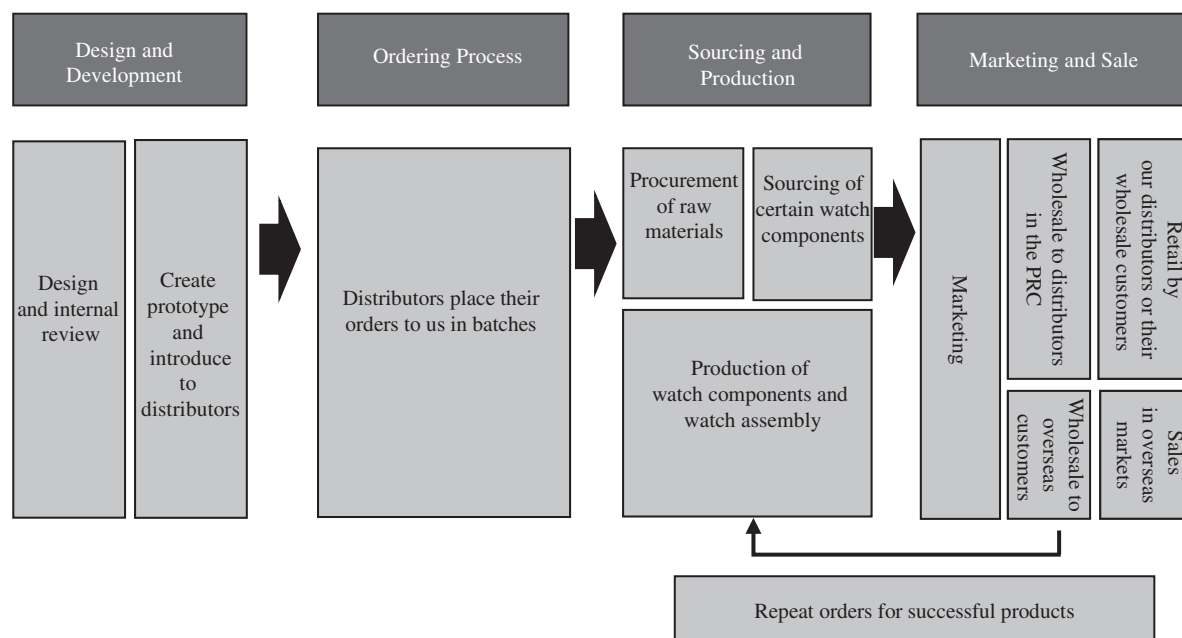 Design and
Development
Ordering Process
Sourcing and
Production
Marketing and Sale
Design
and internal
review
Create
prototype
and
introduce
to
distributors
Distributors place their
orders to us in batches
Procurement
of raw
materials
Sourcing of
certain watch
components
Production of
watch components and
watch assembly
Marketing
Wholesale to distributors
in the PRC
Retail by
our distributors or their
wholesale customers
Wholesale to
overseas
customers
Sales
in overseas
markets
Repeat orders for successful products